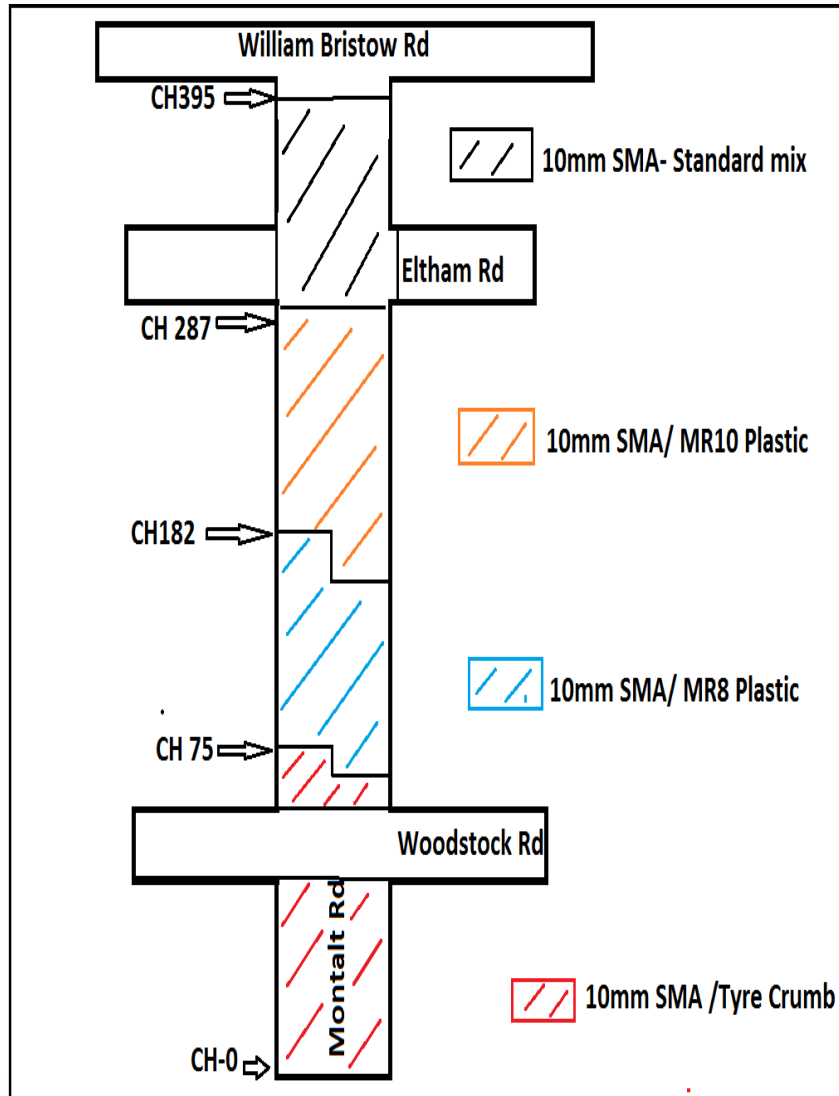 William Bristow Rd
CH395
10mm SMA- Standard mix
Eltham Rd
CH 287
10mm SMA/ MR10 Plastic
CH182
10mm SMA/ MR8 Plastic
CH 75
Woodstock Rd
Montalt Rd
10mm SMA /Tyre Crumb
CH-0